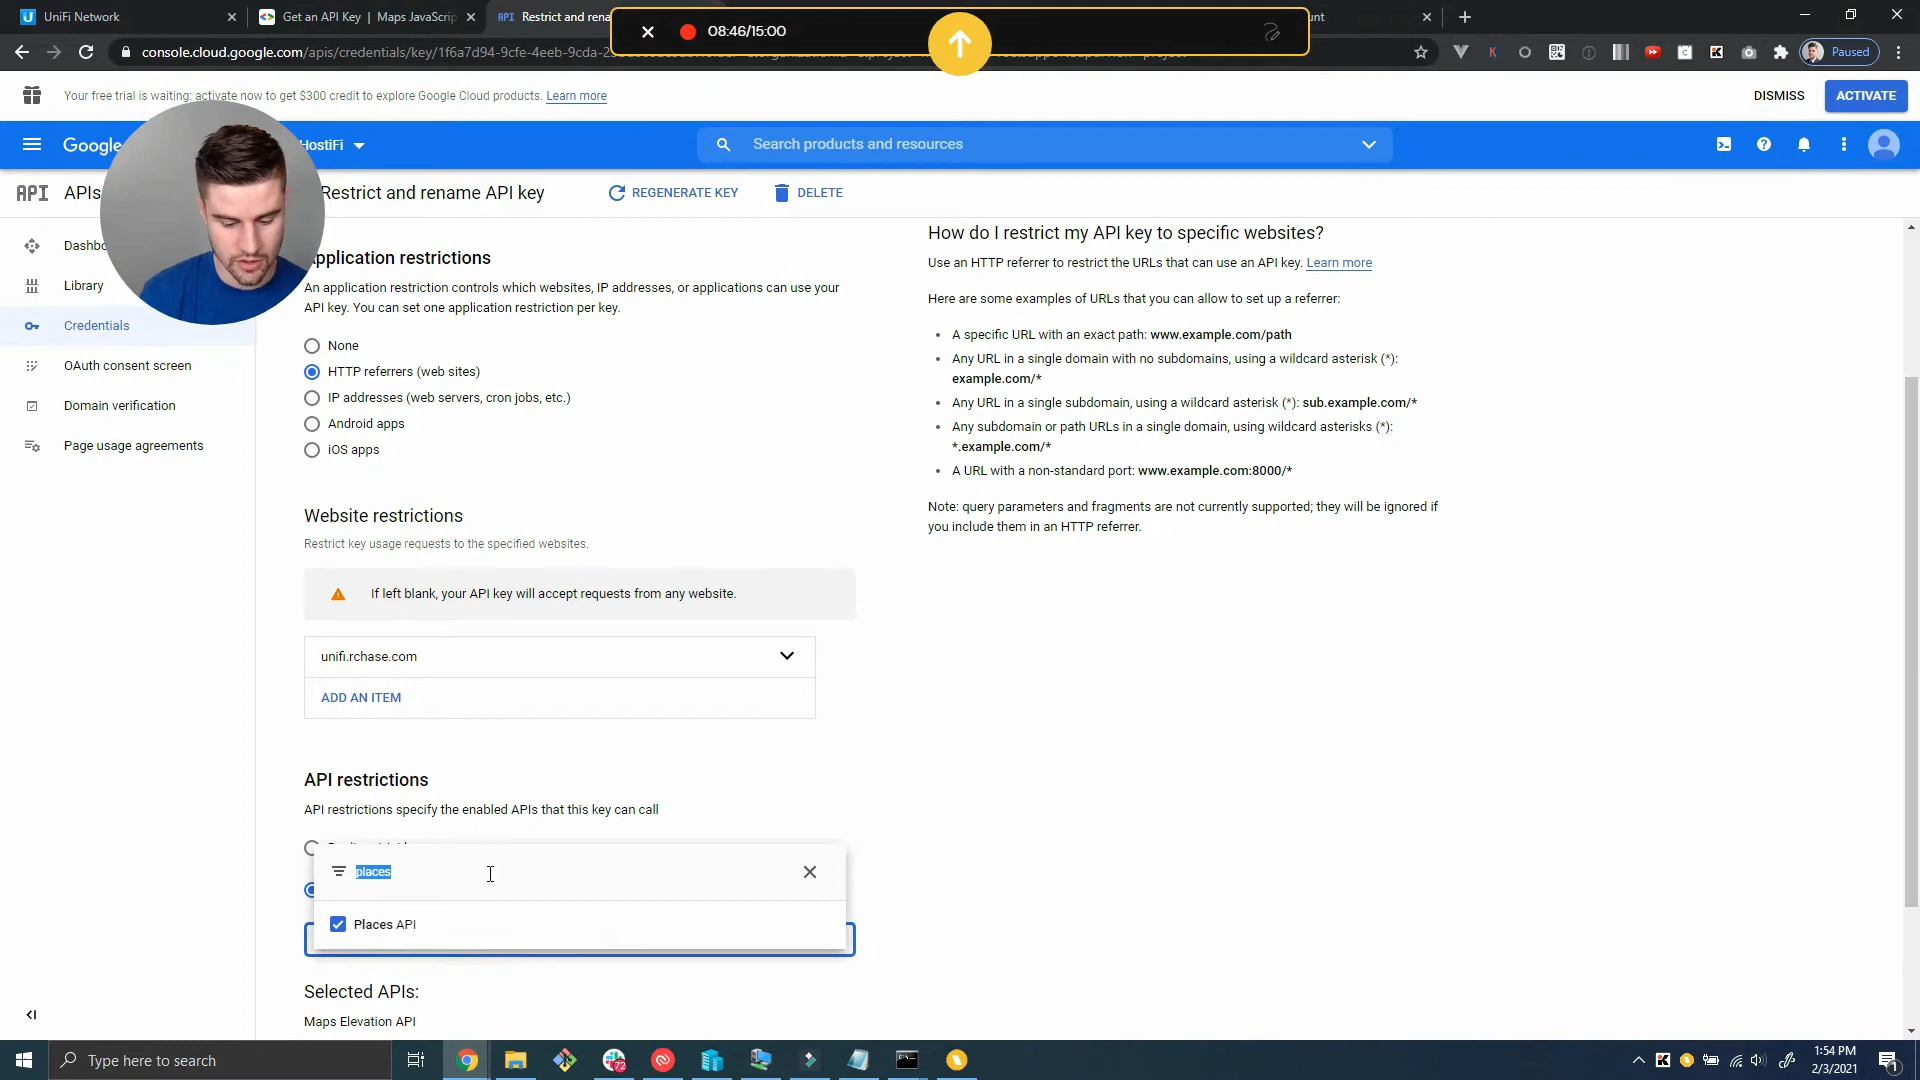 UniFi Network
Get an API Key | Maps JavaScrip
API Restrict and rena
08:46/15:00
unt
console.cloud.google.com/apis/credentials/key/1f6a7d94-9cfe-4eeb-9cda-2
Paused
Your free trial is waiting: activate now to get $300 credit to explore Google Cloud products. Learn more
DISMISS
ACTIVATE
Google
HostiFi
Search products and resources
API APIs
Restrict and rename API key
REGENERATE KEY
DELETE
Dashbo
Library
Credentials
OAuth consent screen
Domain verification
Page usage agreements
pplication restrictions
An application restriction controls which websites, IP addresses, or applications can use your
API key. You can set one application restriction per key.
None
HTTP referrers (web sites)
IP addresses (web servers, cron jobs, etc.)
Android apps
iOS apps
Website restrictions
Restrict key usage requests to the specified websites.
If left blank, your API key will accept requests from any website.
unifi.rchase.com
ADD AN ITEM
API restrictions
API restrictions specify the enabled APIs that this key can call
places
Places API
Selected APIs:
Maps Elevation API
How do I restrict my API key to specific websites?
Use an HTTP referrer to restrict the URLs that can use an API key. Learn more
Here are some examples of URLs that you can allow to set up a referrer:
• A specific URL with an exact path: www.example.com/path
• Any URL in a single domain with no subdomains, using a wildcard asterisk (*):
example.com/*
• Any URL in a single subdomain, using a wildcard asterisk (*): sub.example.com/*
• Any subdomain or path URLs in a single domain, using wildcard asterisks (*):
*.example.com/*
• A URL with a non-standard port: www.example.com:8000/*
Note: query parameters and fragments are not currently supported; they will be ignored if
you include them in an HTTP referrer.
Type here to search
72
1:54 PM
2/3/2021
1